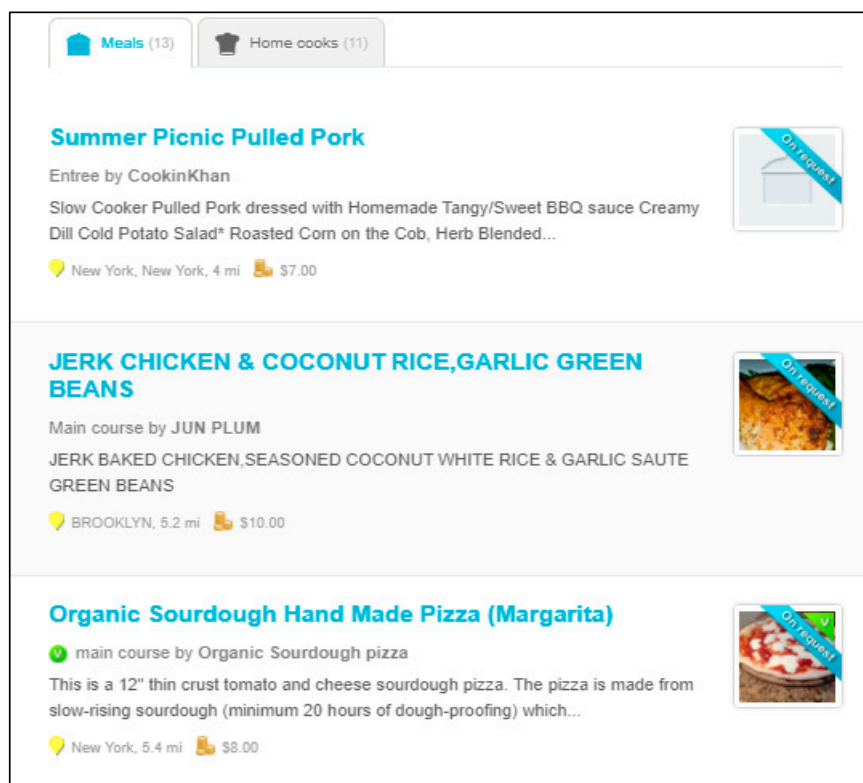 Meals (13) Home cooks (11)
Summer Picnic Pulled Pork
On request
Entree by CookinKhan
Slow Cooker Pulled Pork dressed with Homemade Tangy/Sweet BBQ sauce Creamy
Dill Cold Potato Salad* Roasted Corn on the Cob, Herb Blended...
New York, New York, 4 mi $7.00
JERK CHICKEN & COCONUT RICE,GARLIC GREEN
BEANS
On request
Main course by JUN PLUM
JERK BAKED CHICKEN,SEASONED COCONUT WHITE RICE & GARLIC SAUTE
GREEN BEANS
BROOKLYN, 5.2 mi $10.00
Organic Sourdough Hand Made Pizza (Margarita)
On request
V
V main course by Organic Sourdough pizza
This is a 12" thin crust tomato and cheese sourdough pizza. The pizza is made from
slow-rising sourdough (minimum 20 hours of dough-proofing) which...
New York, 5.4 mi $8.00